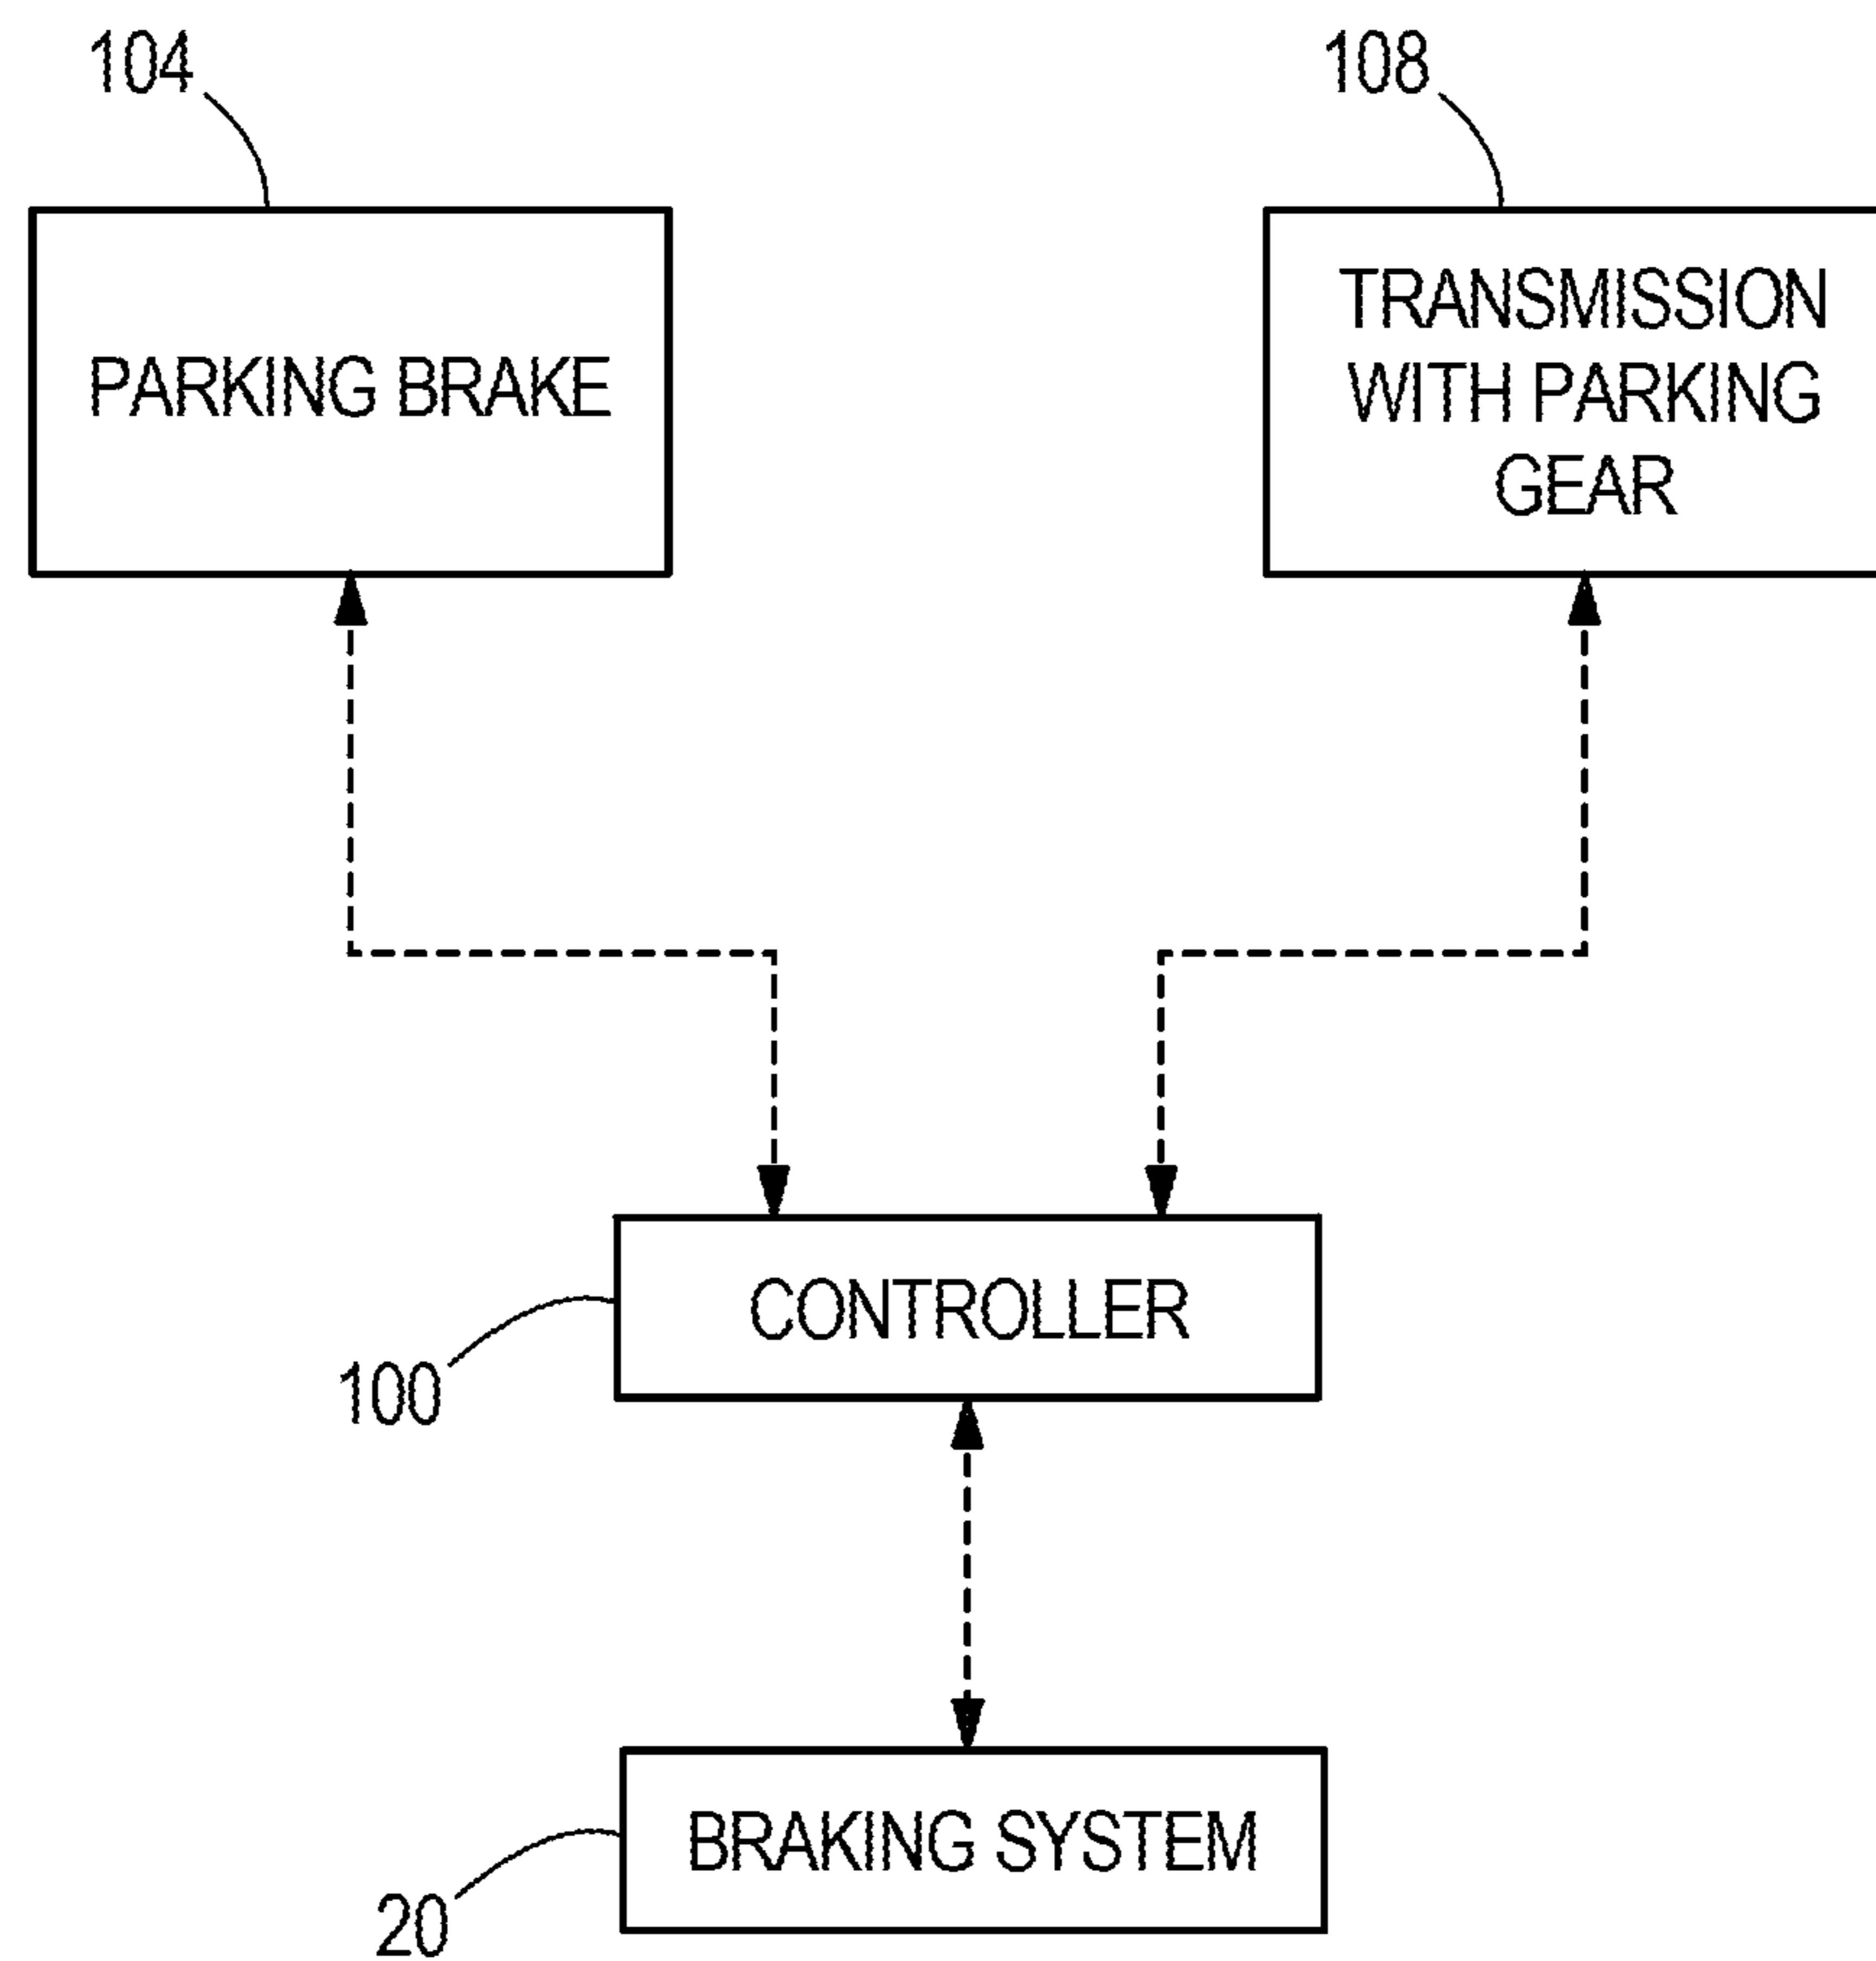 104
108
PARKING BRAKE
TRANSMISSION
WITH PARKING
GEAR
CONTROLLER
100
BRAKING SYSTEM
20